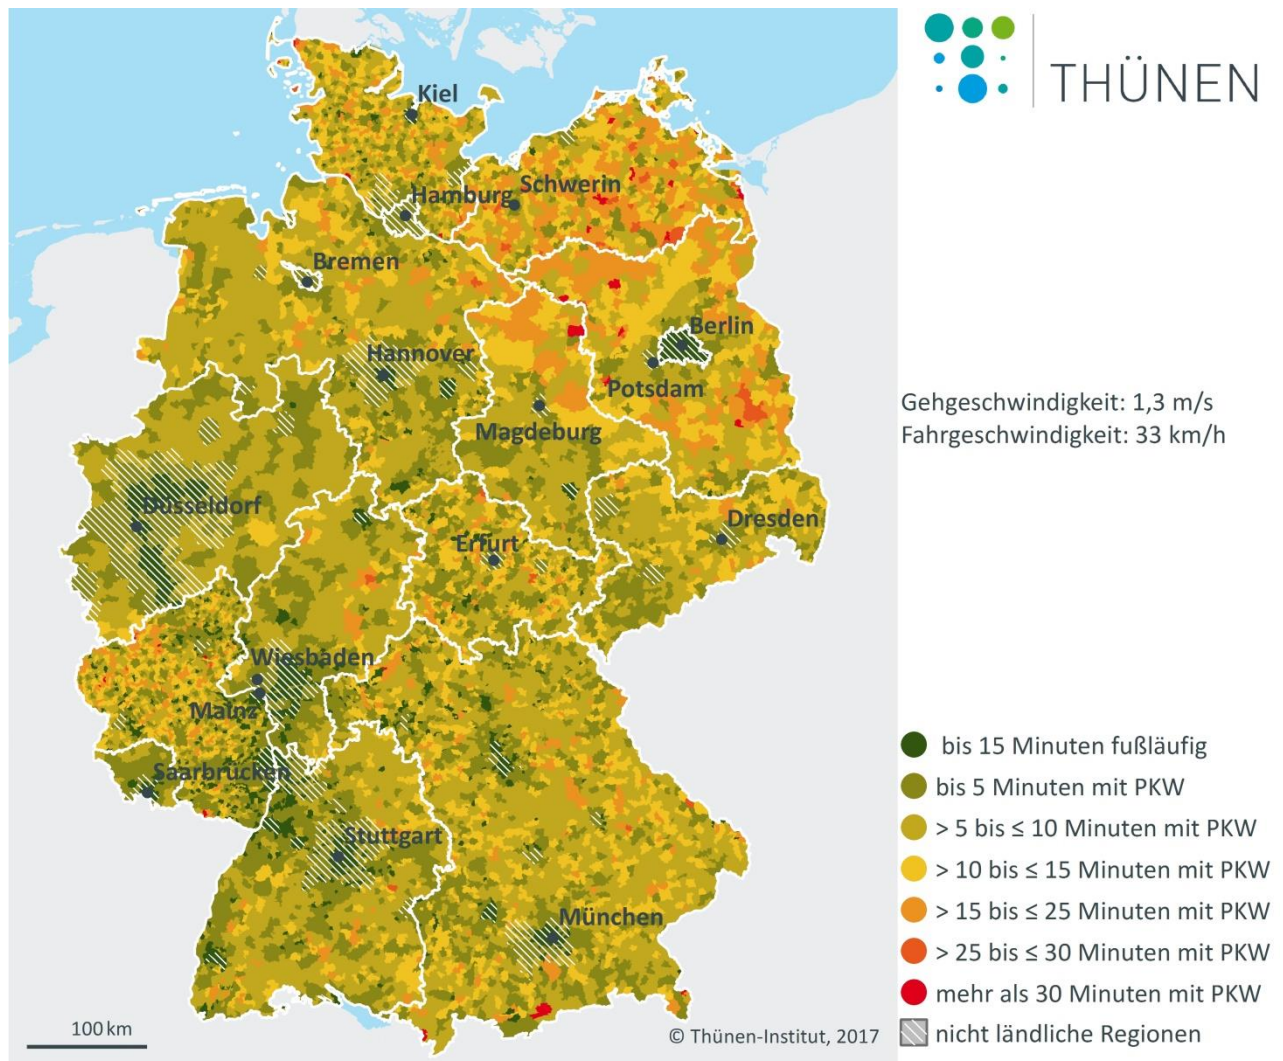 THÜNEN
Kiel
Hamburg
Schwerin
Bremen
Berlin
Hannover
Potsdam
Magdeburg
Düsseldorf
Dresden
Erfurt
Wiesbaden
Mainz
Saarbrücken
Stuttgart
München
Gehgeschwindigkeit: 1,3 m/s
Fahrgeschwindigkeit: 33 km/h
bis 15 Minuten fußläufig
bis 5 Minuten mit PKW
> 5 bis ≤ 10 Minuten mit PKW
> 10 bis ≤ 15 Minuten mit PKW
> 15 bis ≤ 25 Minuten mit PKW
> 25 bis ≤ 30 Minuten mit PKW
mehr als 30 Minuten mit PKW
nicht ländliche Regionen
100 km
© Thünen-Institut, 2017